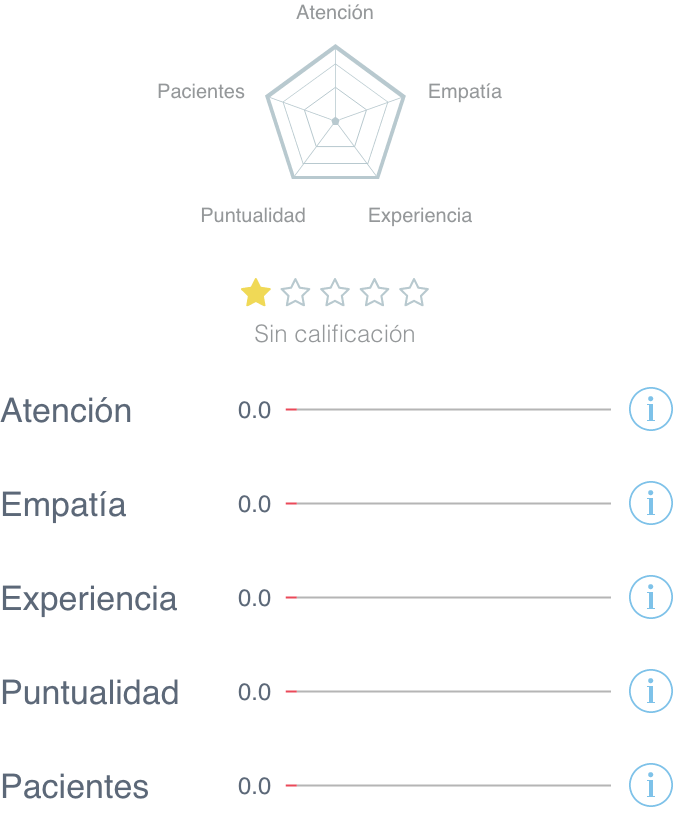 Atención
Pacientes
Empatía
Puntualidad
Experiencia
Sin calificación
Atención 0.0 i
Empatía 0.0 i
Experiencia 0.0 i
Puntualidad 0.0 i
Pacientes 0.0 i